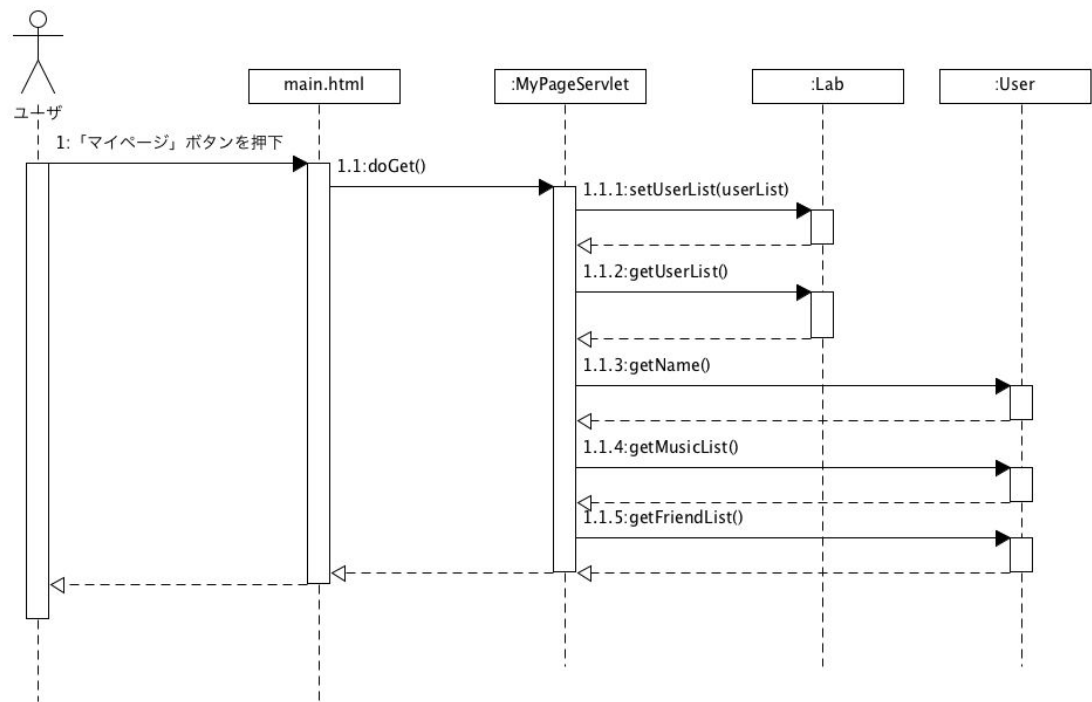 ユーザ
main.html
:MyPageServlet
:Lab
:User
1:「マイページ」ボタンを押下
1.1:doGet()
1.1.1:setUserList(userList)
1.1.2:getUserList()
1.1.3:getName()
1.1.4:getMusicList()
1.1.5:getFriendList()